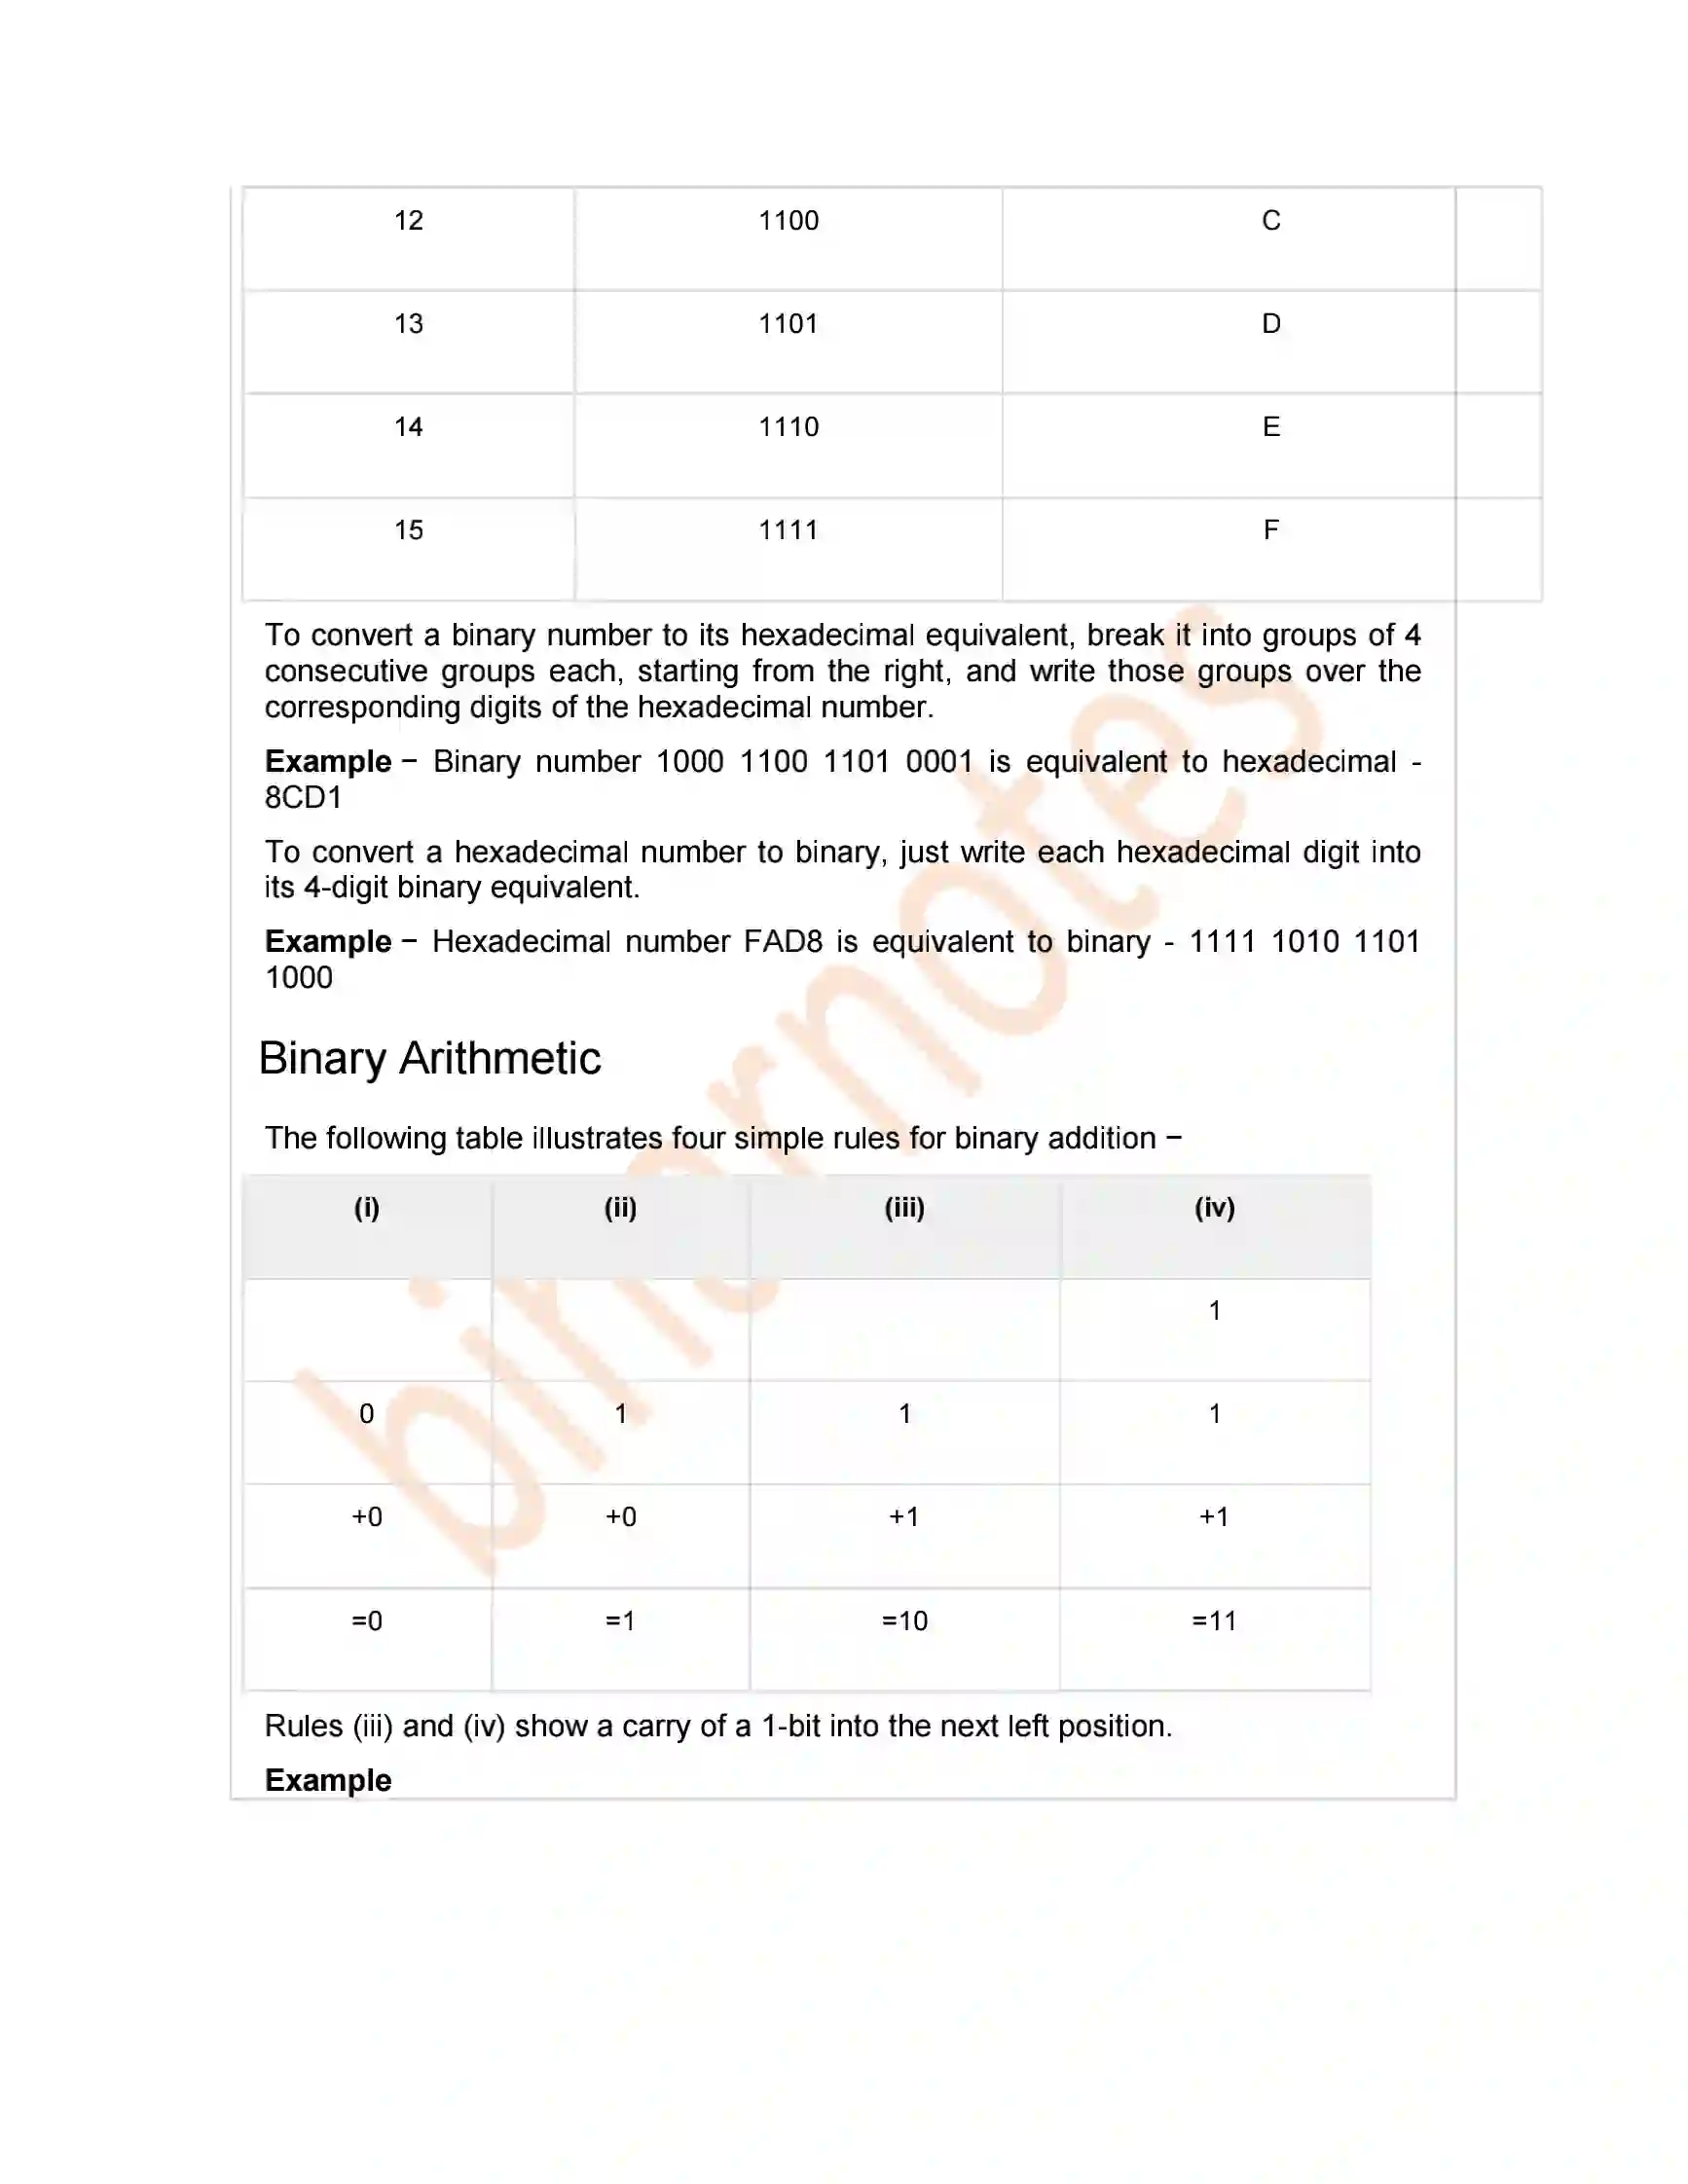 12 1100 C
13 1101 D
14 1110 E
15 1111 F
To convert a binary number to its hexadecimal equivalent, break it into groups of 4
consecutive groups each, starting from the right, and write those groups over the
corresponding digits of the hexadecimal number.
Example − Binary number 1000 1100 1101 0001 is equivalent to hexadecimal -
8CD1
To convert a hexadecimal number to binary, just write each hexadecimal digit into
its 4-digit binary equivalent.
Example − Hexadecimal number FAD8 is equivalent to binary - 1111 1010 1101
1000
Binary Arithmetic
The following table illustrates four simple rules for binary addition −
(i) (ii) (iii) (iv)
1
0 1 1 1
+0 +0 +1 +1
=0 =1 =10 =11
Rules (iii) and (iv) show a carry of a 1-bit into the next left position.
Example